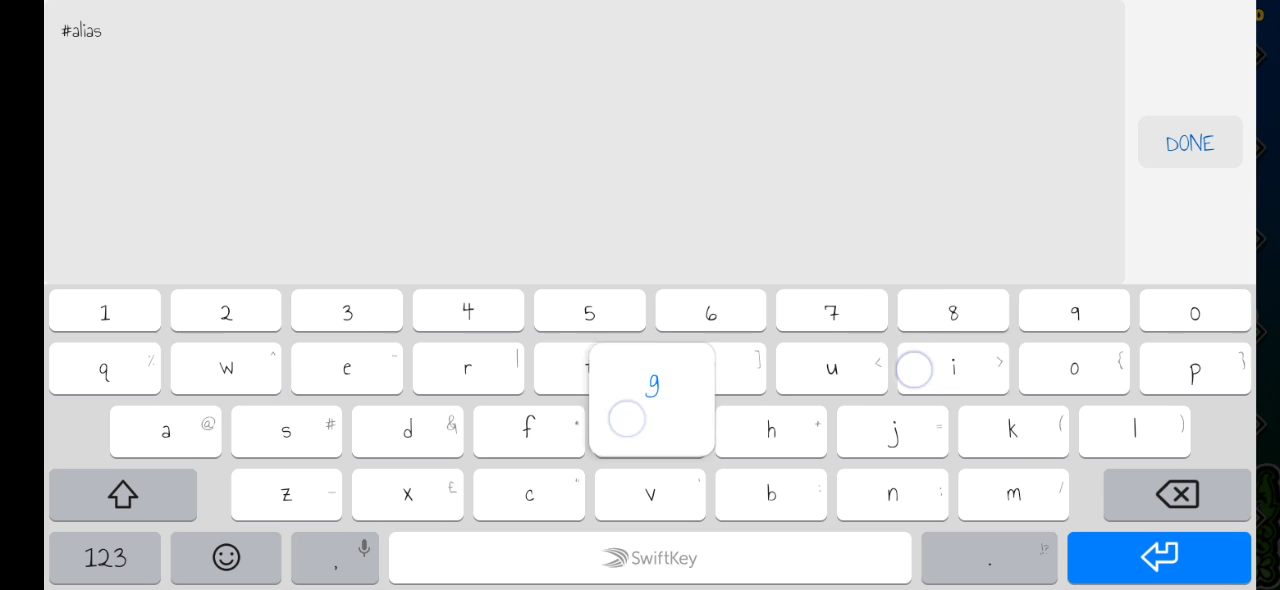 #alias
DONE
1 2 3 4 5 6 7 8 9 0
q % w ^ e ~ r | t ] u < i > o { p }
a @ s # d & f * g h + j = k ( l )
z - x £ c " v ' b : n ; m /
123 , SwiftKey . !?